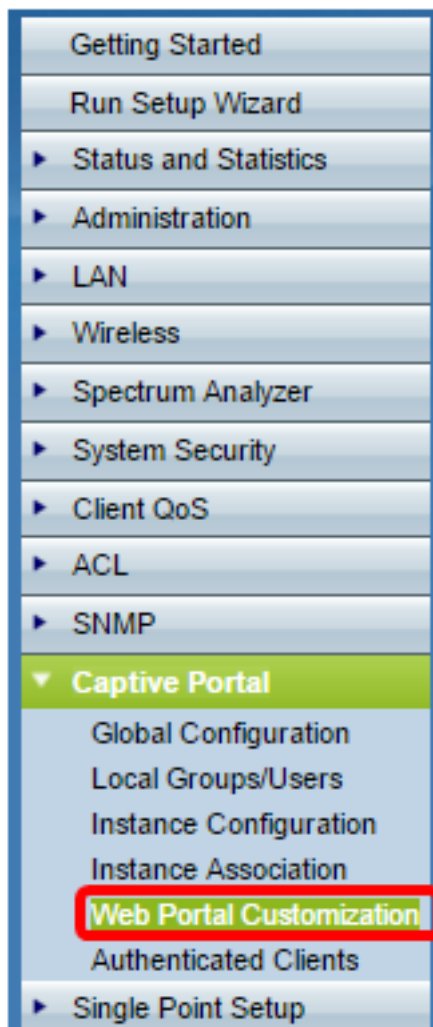 Getting Started
Run Setup Wizard
Status and Statistics
Administration
LAN
Wireless
Spectrum Analyzer
System Security
Client QoS
ACL
SNMP
Captive Portal
Global Configuration
Local Groups/Users
Instance Configuration
Instance Association
Web Portal Customization
Authenticated Clients
Single Point Setup